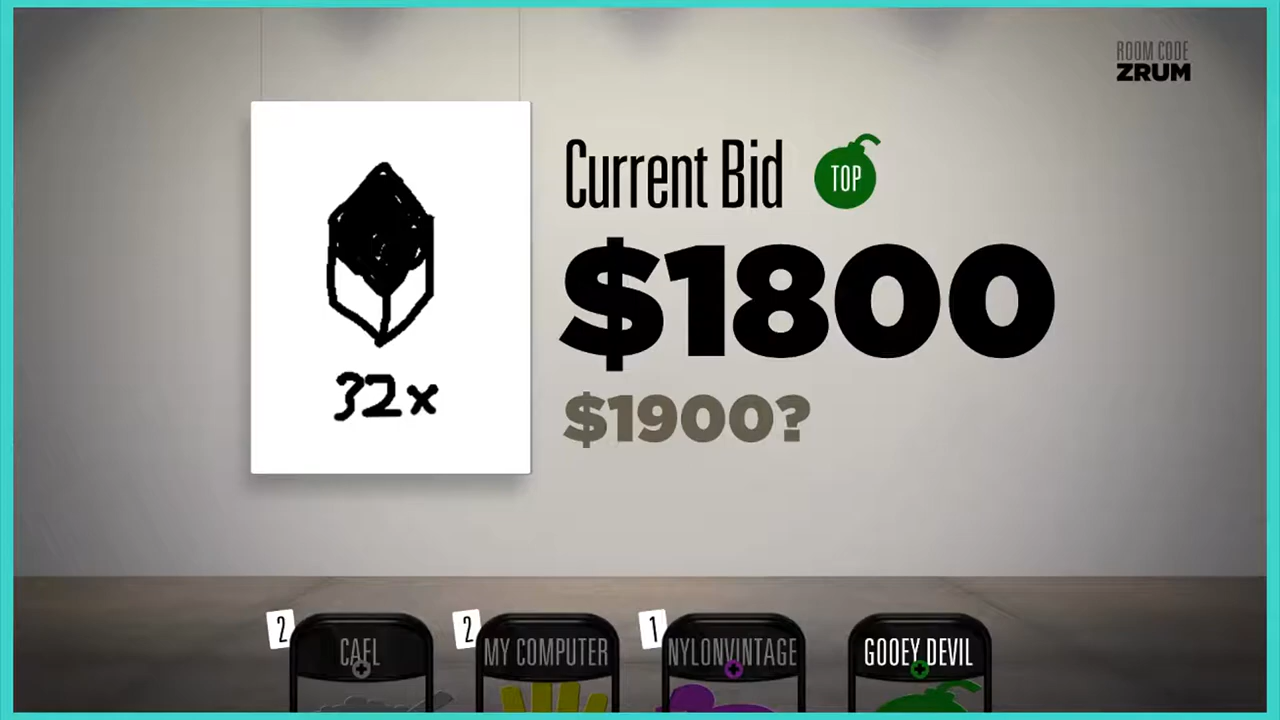 ROOM CODE
ZRUM
Current Bid
TOP
$1800
$1900?
32x
2
CAEL
2
MY COMPUTER
1
NYLONVINTAGE
GOOEY DEVIL